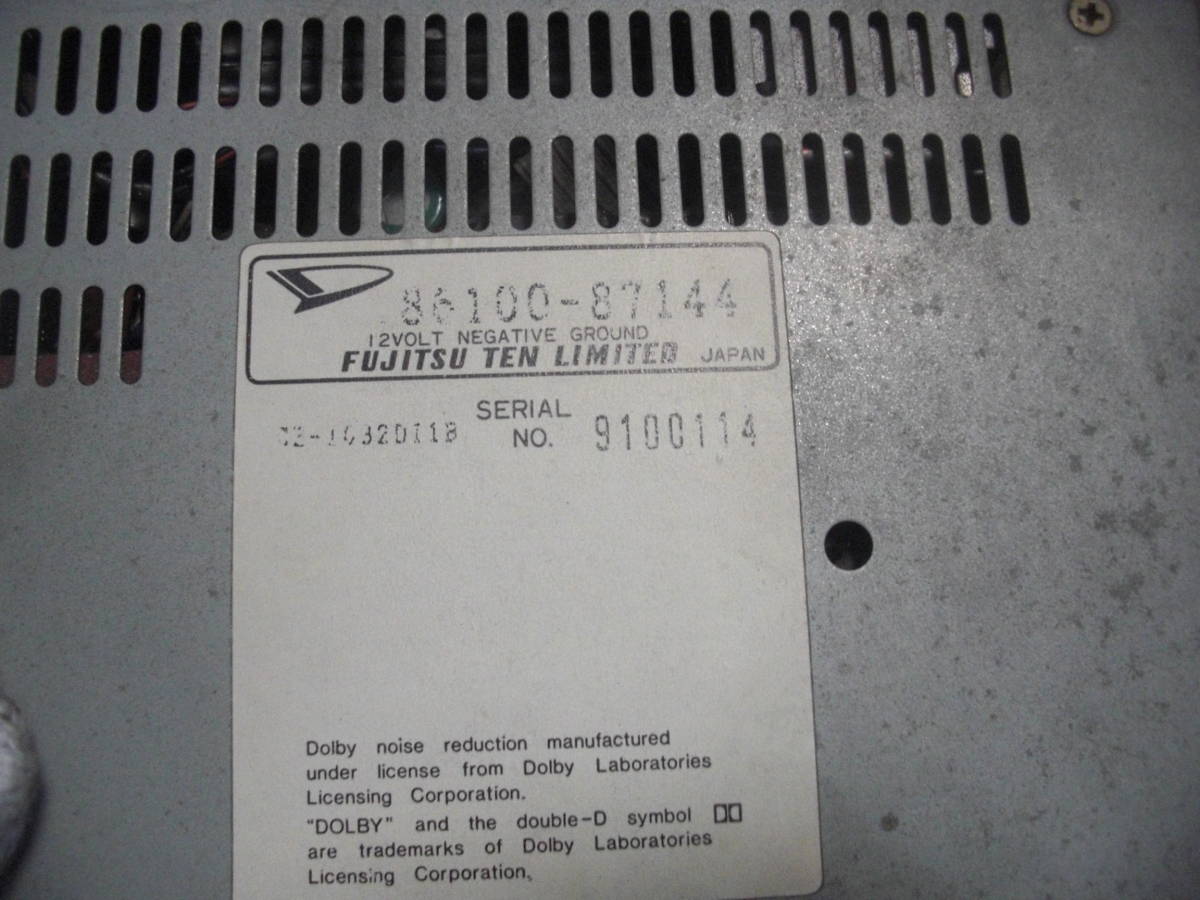 86100-87144
12VOLT NEGATIVE GROUND
FUJITSU TEN LIMITED JAPAN
SERIAL
NO. 9100114
Dolby noise reduction manufactured
under license from Dolby Laboratories
Licensing Corporation.
"DOLBY" and the double-D symbol
are trademarks of Dolby Laboratories
Licensing Corporation.